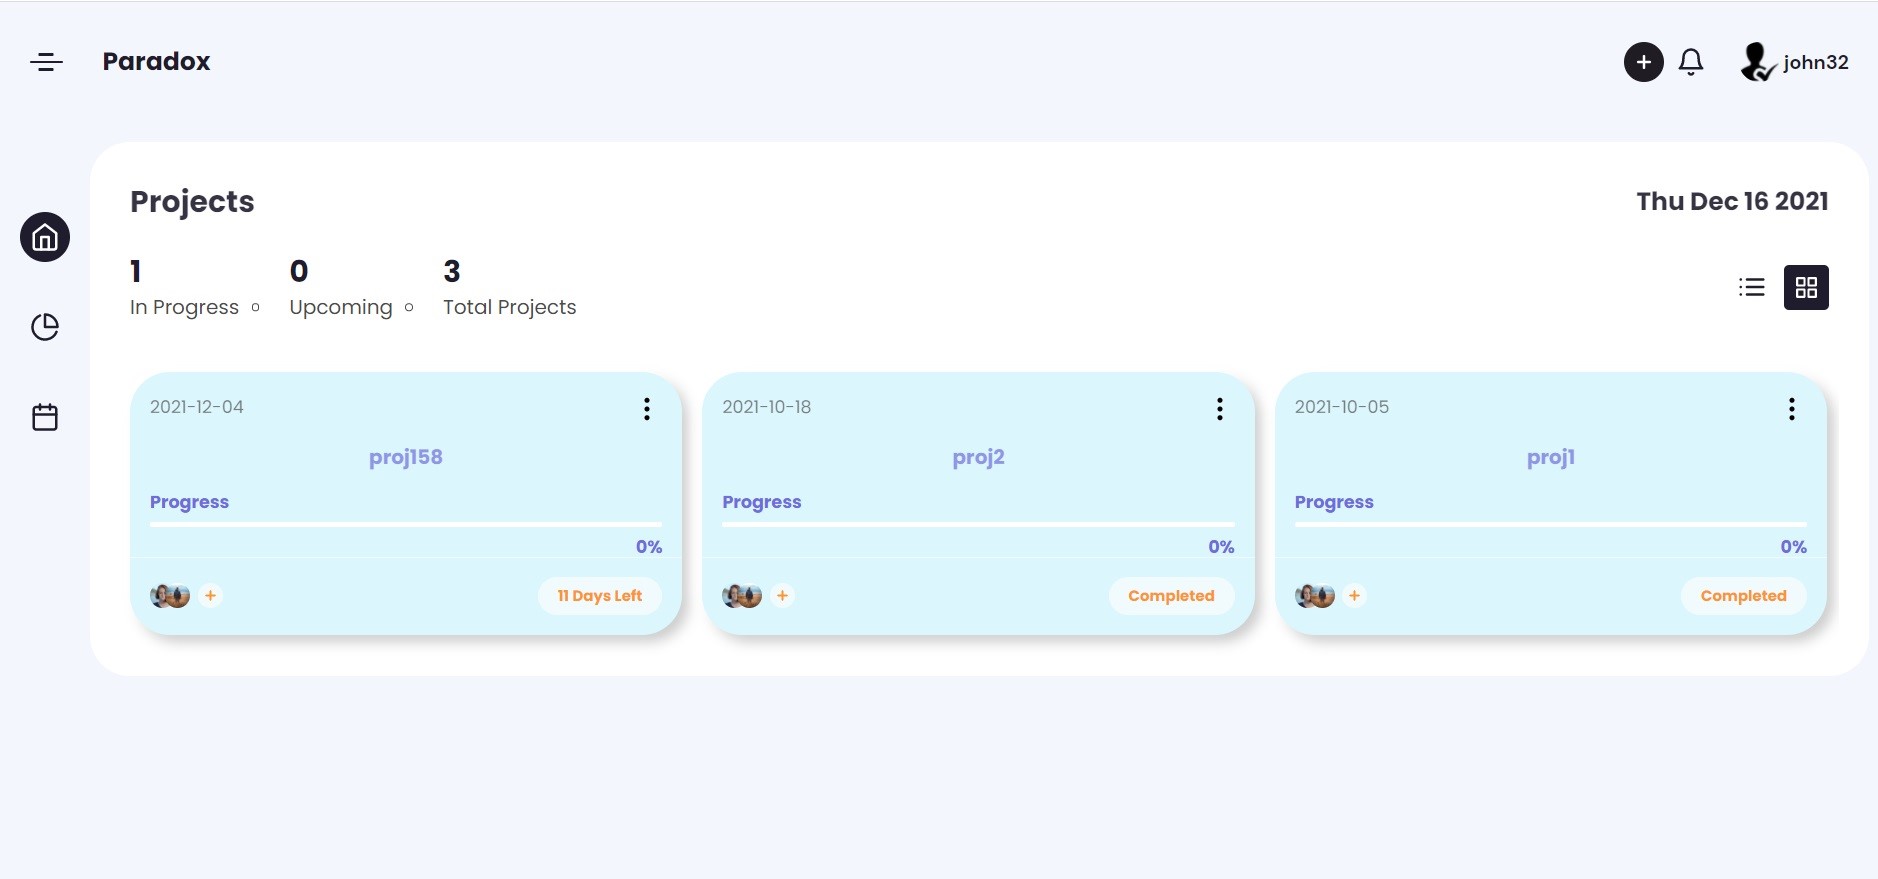 Paradox
john32
Projects
Thu Dec 16 2021
1
In Progress
0
Upcoming
3
Total Projects
2021-12-04
proj158
Progress
0%
+
11 Days Left
2021-10-18
proj2
Progress
0%
+
Completed
2021-10-05
proj1
Progress
0%
+
Completed